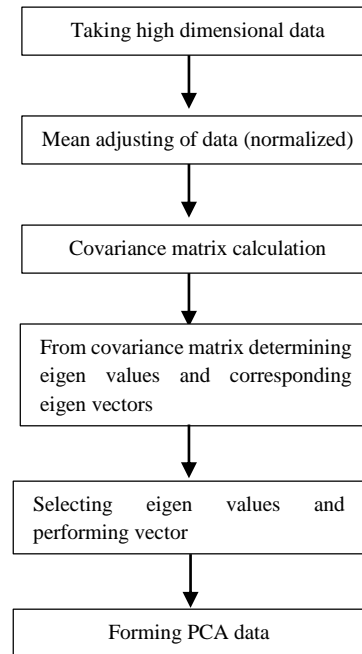 Taking high dimensional data
Mean adjusting of data (normalized)
Covariance matrix calculation
From covariance matrix determining
eigen values and corresponding
eigen vectors
Selecting eigen values and
performing vector
Forming PCA data